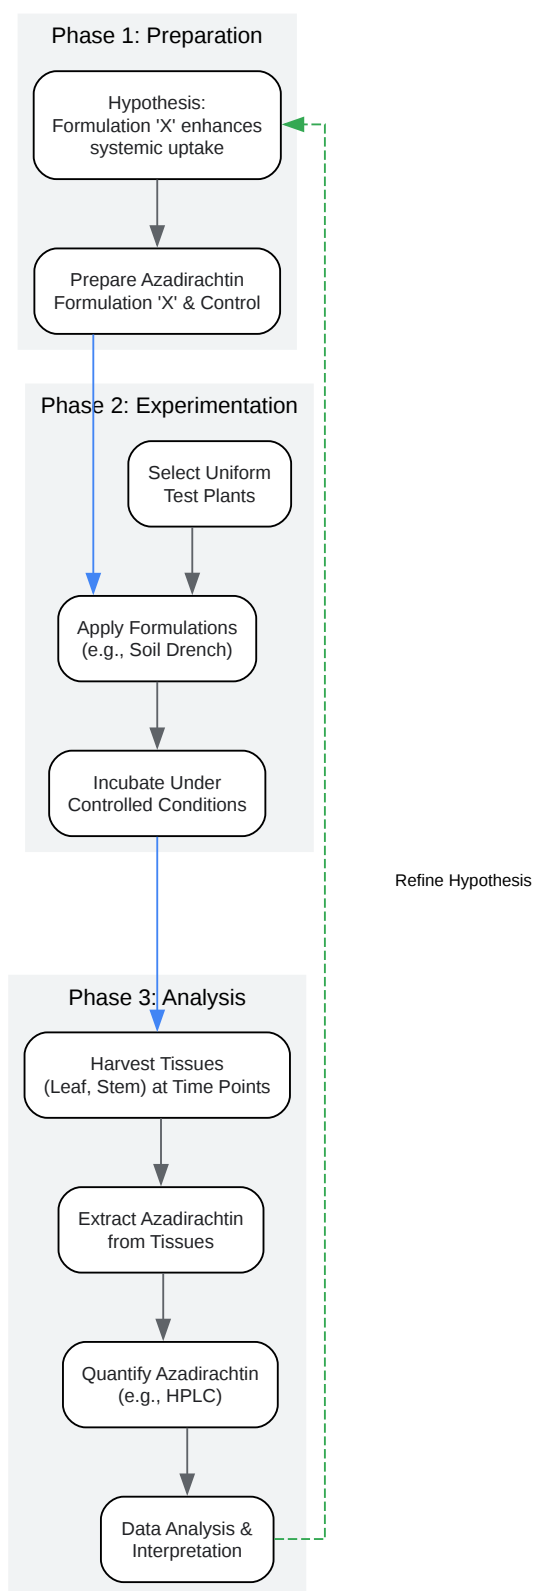 Phase 1: Preparation
Hypothesis:
Formulation 'X' enhances
systemic uptake
Prepare Azadirachtin
Formulation 'X' & Control
Phase 2: Experimentation
Select Uniform
Test Plants
Apply Formulations
(e.g., Soil Drench)
Incubate Under
Controlled Conditions
Refine Hypothesis
Phase 3: Analysis
Harvest Tissues
(Leaf, Stem) at Time Points
Extract Azadirachtin
from Tissues
Quantify Azadirachtin
(e.g., HPLC)
Data Analysis &
Interpretation